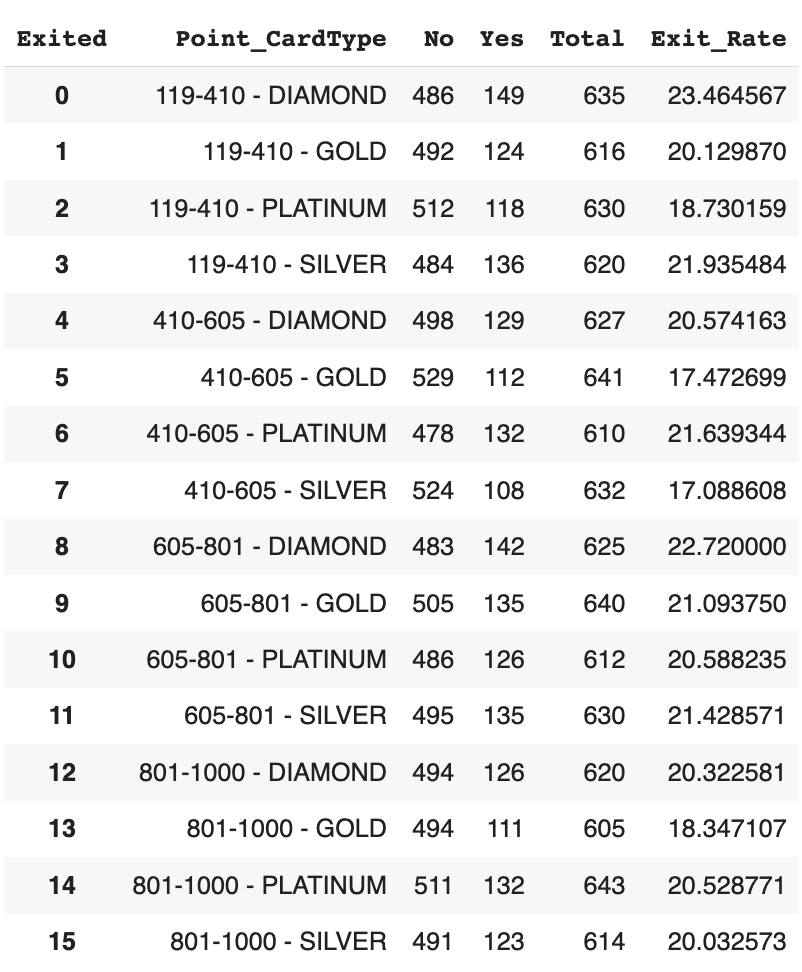 Exited Point_CardType No Yes Total Exit_Rate
0 119-410 - DIAMOND 486 149 635 23.464567
1 119-410 - GOLD 492 124 616 20.129870
2 119-410 - PLATINUM 512 118 630 18.730159
3 119-410 - SILVER 484 136 620 21.935484
4 410-605 - DIAMOND 498 129 627 20.574163
5 410-605 - GOLD 529 112 641 17.472699
6 410-605 - PLATINUM 478 132 610 21.639344
7 410-605 - SILVER 524 108 632 17.088608
8 605-801 - DIAMOND 483 142 625 22.720000
9 605-801 - GOLD 505 135 640 21.093750
10 605-801 - PLATINUM 486 126 612 20.588235
11 605-801 - SILVER 495 135 630 21.428571
12 801-1000 - DIAMOND 494 126 620 20.322581
13 801-1000 - GOLD 494 111 605 18.347107
14 801-1000 - PLATINUM 511 132 643 20.528771
15 801-1000 - SILVER 491 123 614 20.032573